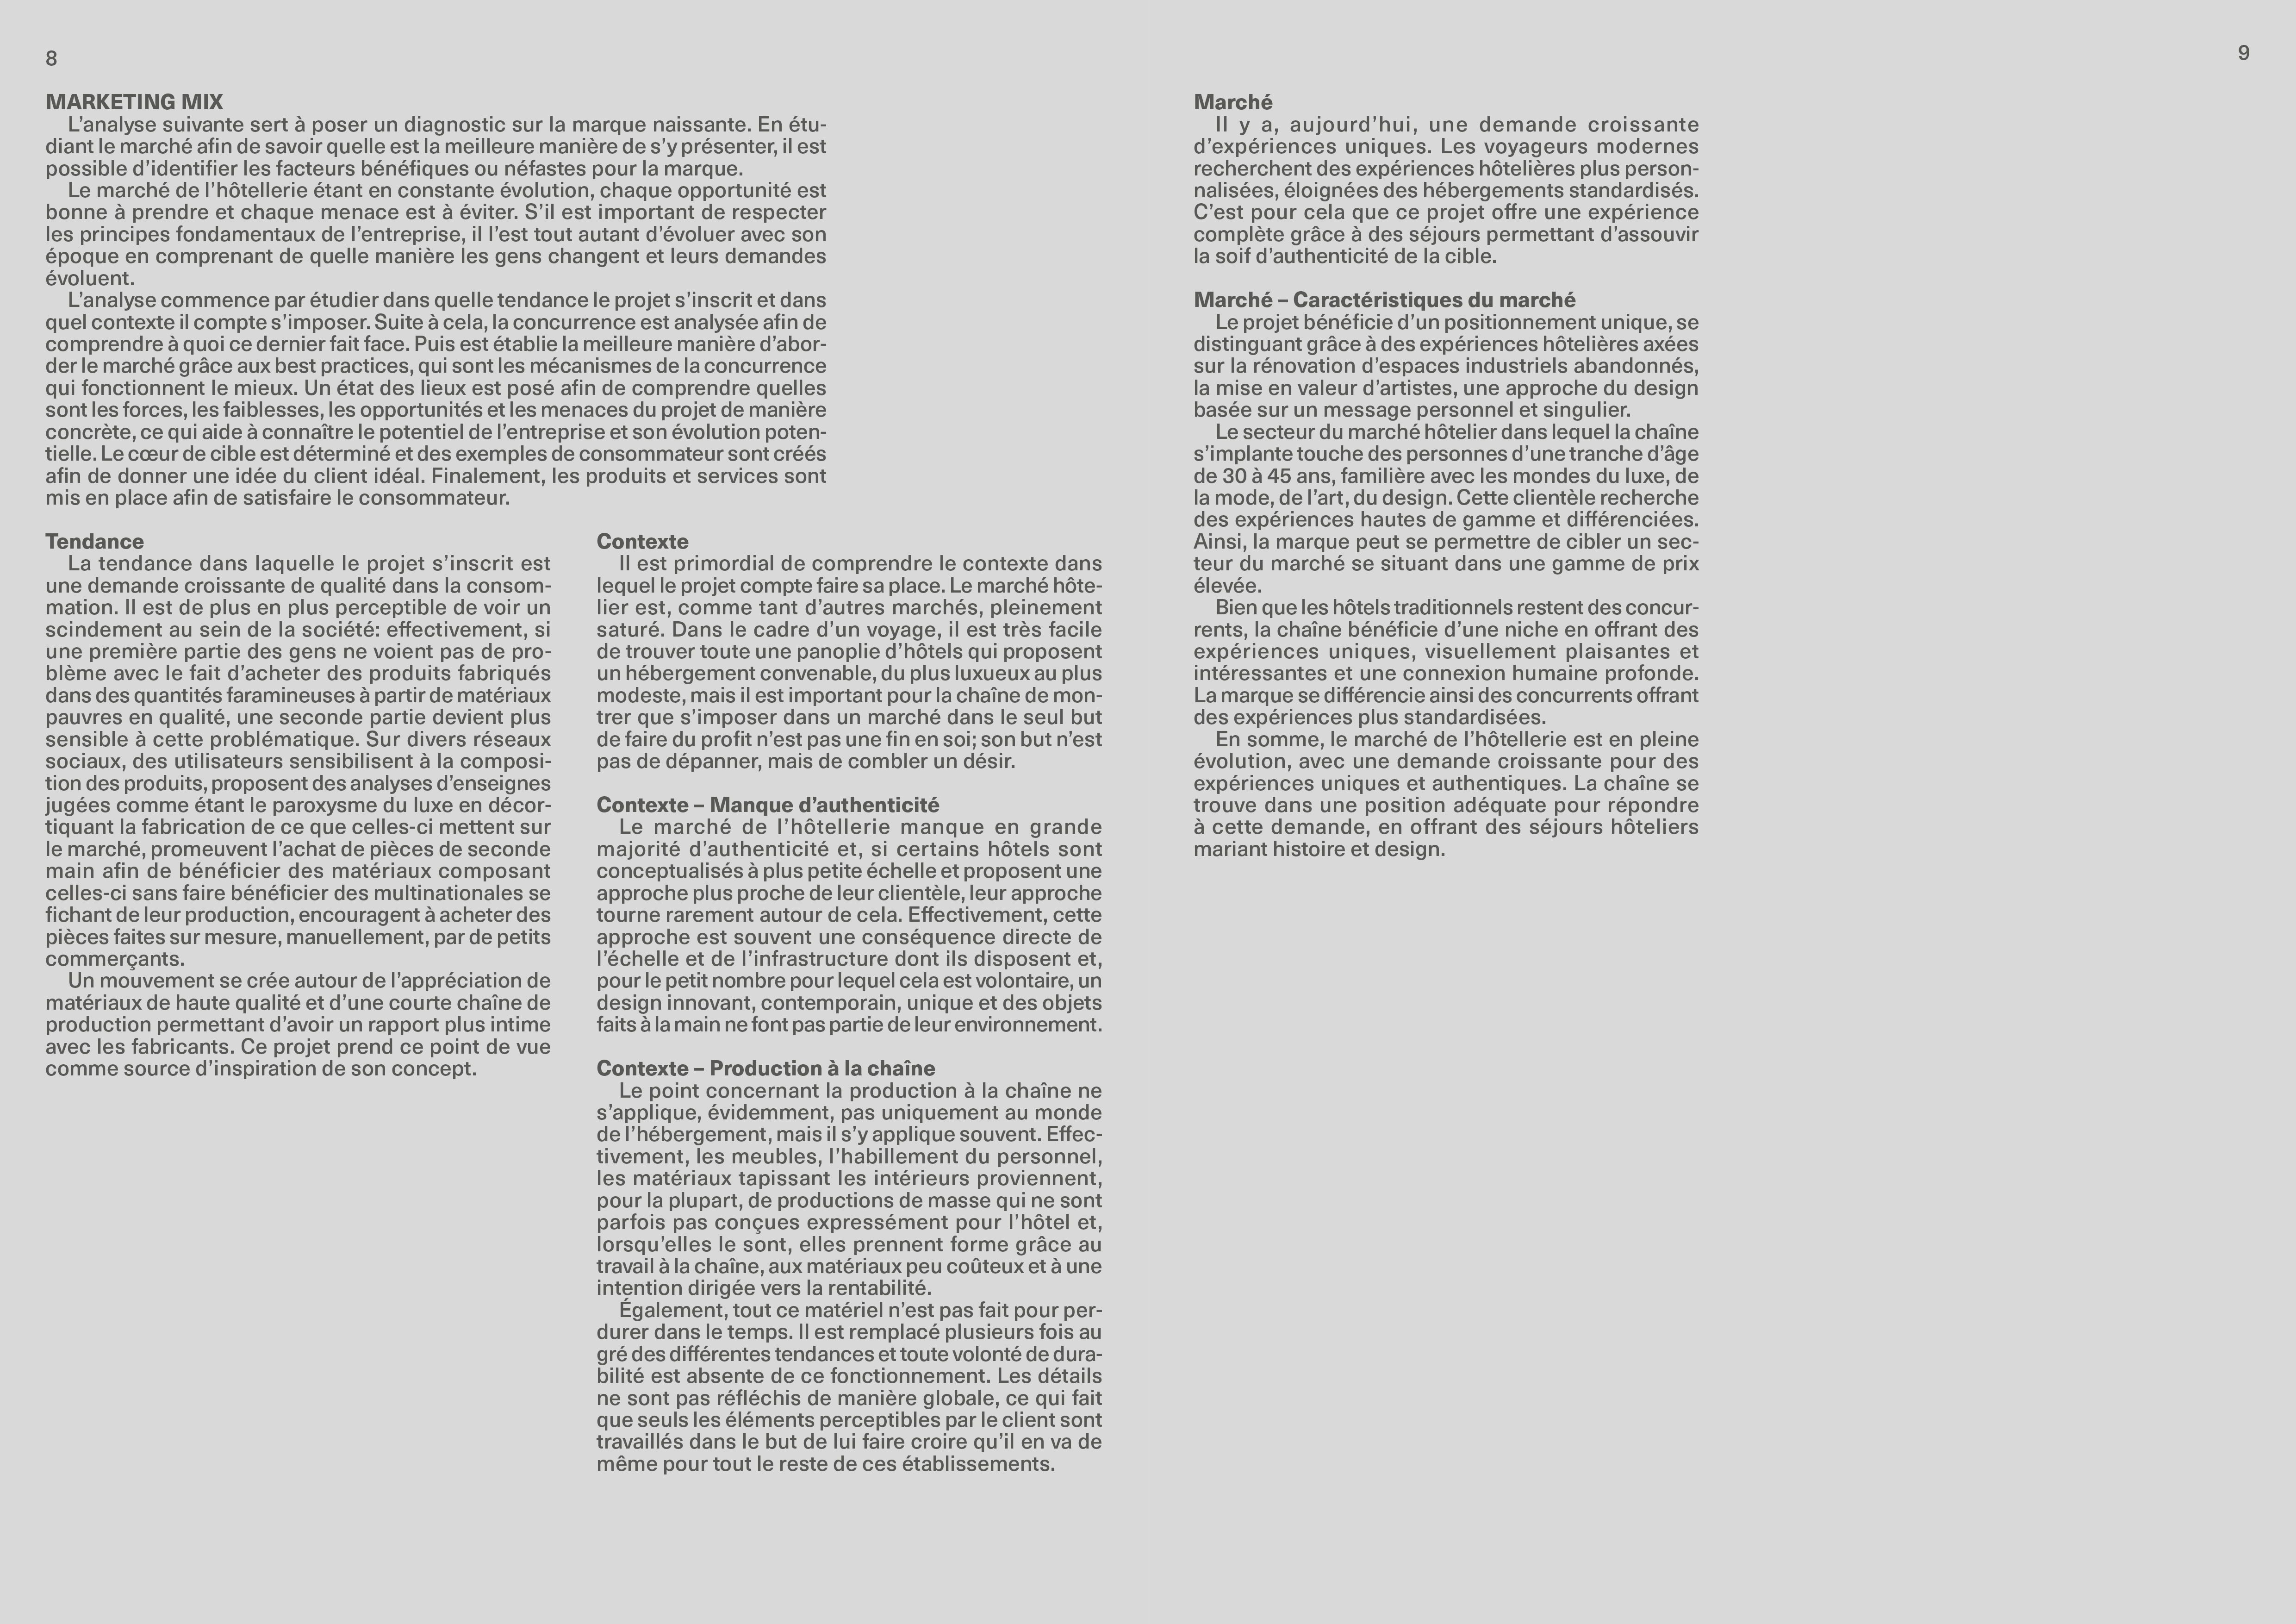 8
MARKETING MIX
L’analyse suivante sert à poser un diagnostic sur la marque naissante. En étu-
diant le marché afin de savoir quelle est la meilleure manière de s’y présenter, il est
possible d’identifier les facteurs bénéfiques ou néfastes pour la marque.
Le marché de l’hôtellerie étant en constante évolution, chaque opportunité est
bonne à prendre et chaque menace est à éviter. S’il est important de respecter
les principes fondamentaux de l’entreprise, il l’est tout autant d’évoluer avec son
époque en comprenant de quelle manière les gens changent et leurs demandes
évoluent.
L’analyse commence par étudier dans quelle tendance le projet s’inscrit et dans
quel contexte il compte s’imposer. Suite à cela, la concurrence est analysée afin de
comprendre à quoi ce dernier fait face. Puis est établie la meilleure manière d’abor-
der le marché grâce aux best practices, qui sont les mécanismes de la concurrence
qui fonctionnent le mieux. Un état des lieux est posé afin de comprendre quelles
sont les forces, les faiblesses, les opportunités et les menaces du projet de manière
concrète, ce qui aide à connaître le potentiel de l’entreprise et son évolution poten-
tielle. Le cœur de cible est déterminé et des exemples de consommateur sont créés
afin de donner une idée du client idéal. Finalement, les produits et services sont
mis en place afin de satisfaire le consommateur.
Tendance
La tendance dans laquelle le projet s’inscrit est
une demande croissante de qualité dans la consom-
mation. Il est de plus en plus perceptible de voir un
scindement au sein de la société: effectivement, si
une première partie des gens ne voient pas de pro-
blème avec le fait d’acheter des produits fabriqués
dans des quantités faramineuses à partir de matériaux
pauvres en qualité, une seconde partie devient plus
sensible à cette problématique. Sur divers réseaux
sociaux, des utilisateurs sensibilisent à la composi-
tion des produits, proposent des analyses d’enseignes
jugées comme étant le paroxysme du luxe en décor-
tiquant la fabrication de ce que celles-ci mettent sur
le marché, promeuvent l’achat de pièces de seconde
main afin de bénéficier des matériaux composant
celles-ci sans faire bénéficier des multinationales se
fichant de leur production, encouragent à acheter des
pièces faites sur mesure, manuellement, par de petits
commerçants.
Un mouvement se crée autour de l’appréciation de
matériaux de haute qualité et d’une courte chaîne de
production permettant d’avoir un rapport plus intime
avec les fabricants. Ce projet prend ce point de vue
comme source d’inspiration de son concept.
Contexte
Il est primordial de comprendre le contexte dans
lequel le projet compte faire sa place. Le marché hôte-
lier est, comme tant d’autres marchés, pleinement
saturé. Dans le cadre d’un voyage, il est très facile
de trouver toute une panoplie d’hôtels qui proposent
un hébergement convenable, du plus luxueux au plus
modeste, mais il est important pour la chaîne de mon-
trer que s’imposer dans un marché dans le seul but
de faire du profit n’est pas une fin en soi; son but n’est
pas de dépanner, mais de combler un désir.
Contexte – Manque d’authenticité
Le marché de l’hôtellerie manque en grande
majorité d’authenticité et, si certains hôtels sont
conceptualisés à plus petite échelle et proposent une
approche plus proche de leur clientèle, leur approche
tourne rarement autour de cela. Effectivement, cette
approche est souvent une conséquence directe de
l’échelle et de l’infrastructure dont ils disposent et,
pour le petit nombre pour lequel cela est volontaire, un
design innovant, contemporain, unique et des objets
faits à la main ne font pas partie de leur environnement.
Contexte – Production à la chaîne
Le point concernant la production à la chaîne ne
s’applique, évidemment, pas uniquement au monde
de l’hébergement, mais il s’y applique souvent. Effec-
tivement, les meubles, l’habillement du personnel,
les matériaux tapissant les intérieurs proviennent,
pour la plupart, de productions de masse qui ne sont
parfois pas conçues expressément pour l’hôtel et,
lorsqu’elles le sont, elles prennent forme grâce au
travail à la chaîne, aux matériaux peu coûteux et à une
intention dirigée vers la rentabilité.
Également, tout ce matériel n’est pas fait pour per-
durer dans le temps. Il est remplacé plusieurs fois au
gré des différentes tendances et toute volonté de dura-
bilité est absente de ce fonctionnement. Les détails
ne sont pas réfléchis de manière globale, ce qui fait
que seuls les éléments perceptibles par le client sont
travaillés dans le but de lui faire croire qu’il en va de
même pour tout le reste de ces établissements.
9
Marché
Il y a, aujourd’hui, une demande croissante
d’expériences uniques. Les voyageurs modernes
recherchent des expériences hôtelières plus person-
nalisées, éloignées des hébergements standardisés.
C’est pour cela que ce projet offre une expérience
complète grâce à des séjours permettant d’assouvir
la soif d’authenticité de la cible.
Marché – Caractéristiques du marché
Le projet bénéficie d’un positionnement unique, se
distinguant grâce à des expériences hôtelières axées
sur la rénovation d’espaces industriels abandonnés,
la mise en valeur d’artistes, une approche du design
basée sur un message personnel et singulier.
Le secteur du marché hôtelier dans lequel la chaîne
s’implante touche des personnes d’une tranche d’âge
de 30 à 45 ans, familière avec les mondes du luxe, de
la mode, de l’art, du design. Cette clientèle recherche
des expériences hautes de gamme et différenciées.
Ainsi, la marque peut se permettre de cibler un sec-
teur du marché se situant dans une gamme de prix
élevée.
Bien que les hôtels traditionnels restent des concur-
rents, la chaîne bénéficie d’une niche en offrant des
expériences uniques, visuellement plaisantes et
intéressantes et une connexion humaine profonde.
La marque se différencie ainsi des concurrents offrant
des expériences plus standardisées.
En somme, le marché de l’hôtellerie est en pleine
évolution, avec une demande croissante pour des
expériences uniques et authentiques. La chaîne se
trouve dans une position adéquate pour répondre
à cette demande, en offrant des séjours hôteliers
mariant histoire et design.